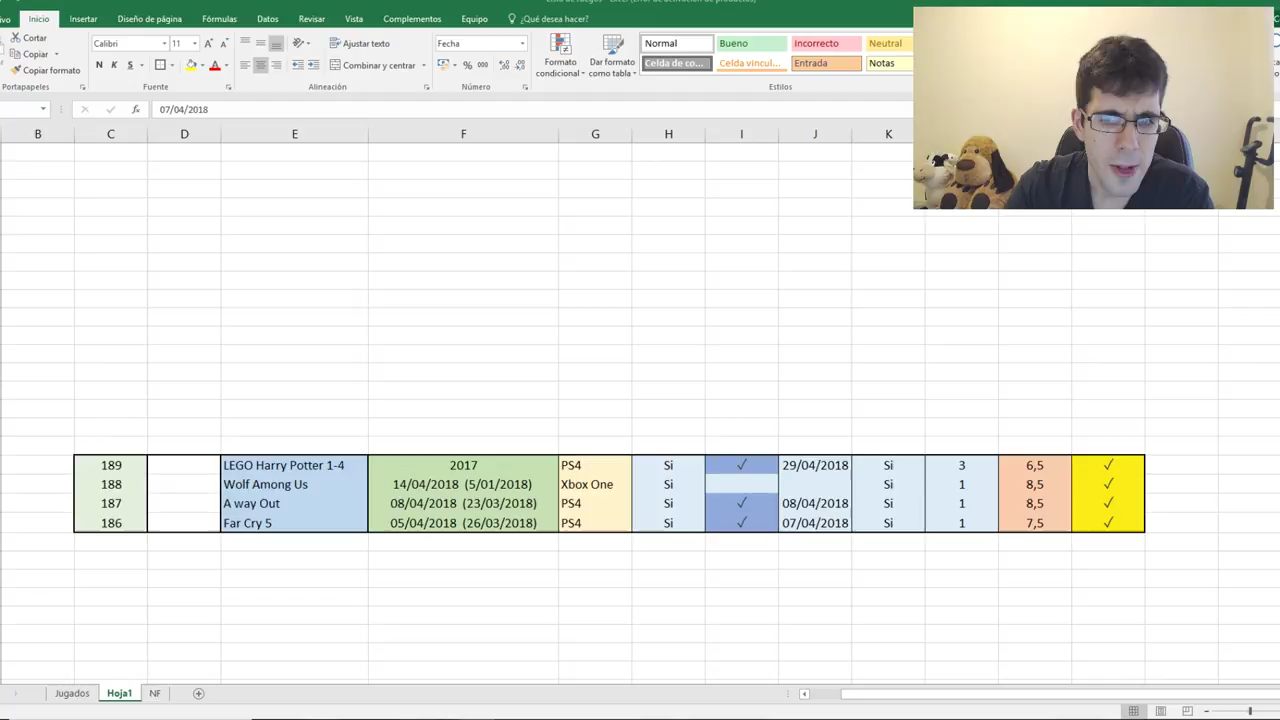 ivo Inicio Insertar Diseño de página Fórmulas Datos Revisar Vista Complementos Equipo ¿Qué desea hacer?
Cortar
Copiar
Copiar formato
Portapapeles
Calibri 11
N K S
Fuente
Ajustar texto
Combinar y centrar
Alineación
Fecha
% 000
Número
Formato condicional
Dar formato como tabla
Normal Bueno Incorrecto Neutral
Celda de co... Celda vincul... Entrada Notas
Estilos
fx 07/04/2018
B C D E F G H I J K
189 LEGO Harry Potter 1-4 2017 PS4 Si ✓ 29/04/2018 Si 3 6,5 ✓
188 Wolf Among Us 14/04/2018 (5/01/2018) Xbox One Si Si 1 8,5 ✓
187 A way Out 08/04/2018 (23/03/2018) PS4 Si ✓ 08/04/2018 Si 1 8,5 ✓
186 Far Cry 5 05/04/2018 (26/03/2018) PS4 Si ✓ 07/04/2018 Si 1 7,5 ✓
Jugados Hoja1 NF